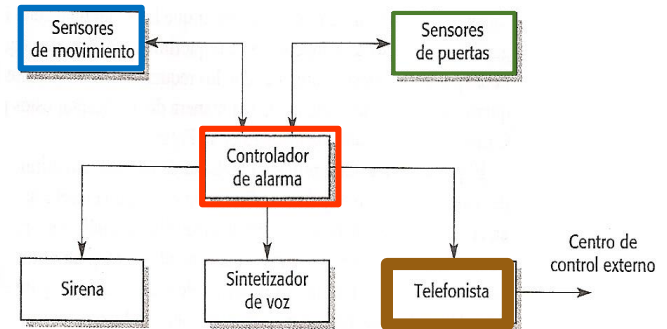 Sensores
de movimiento
Sensores
de puertas
Controlador
de alarma
Sirena
Sintetizador
de voz
Telefonista
Centro de
control externo